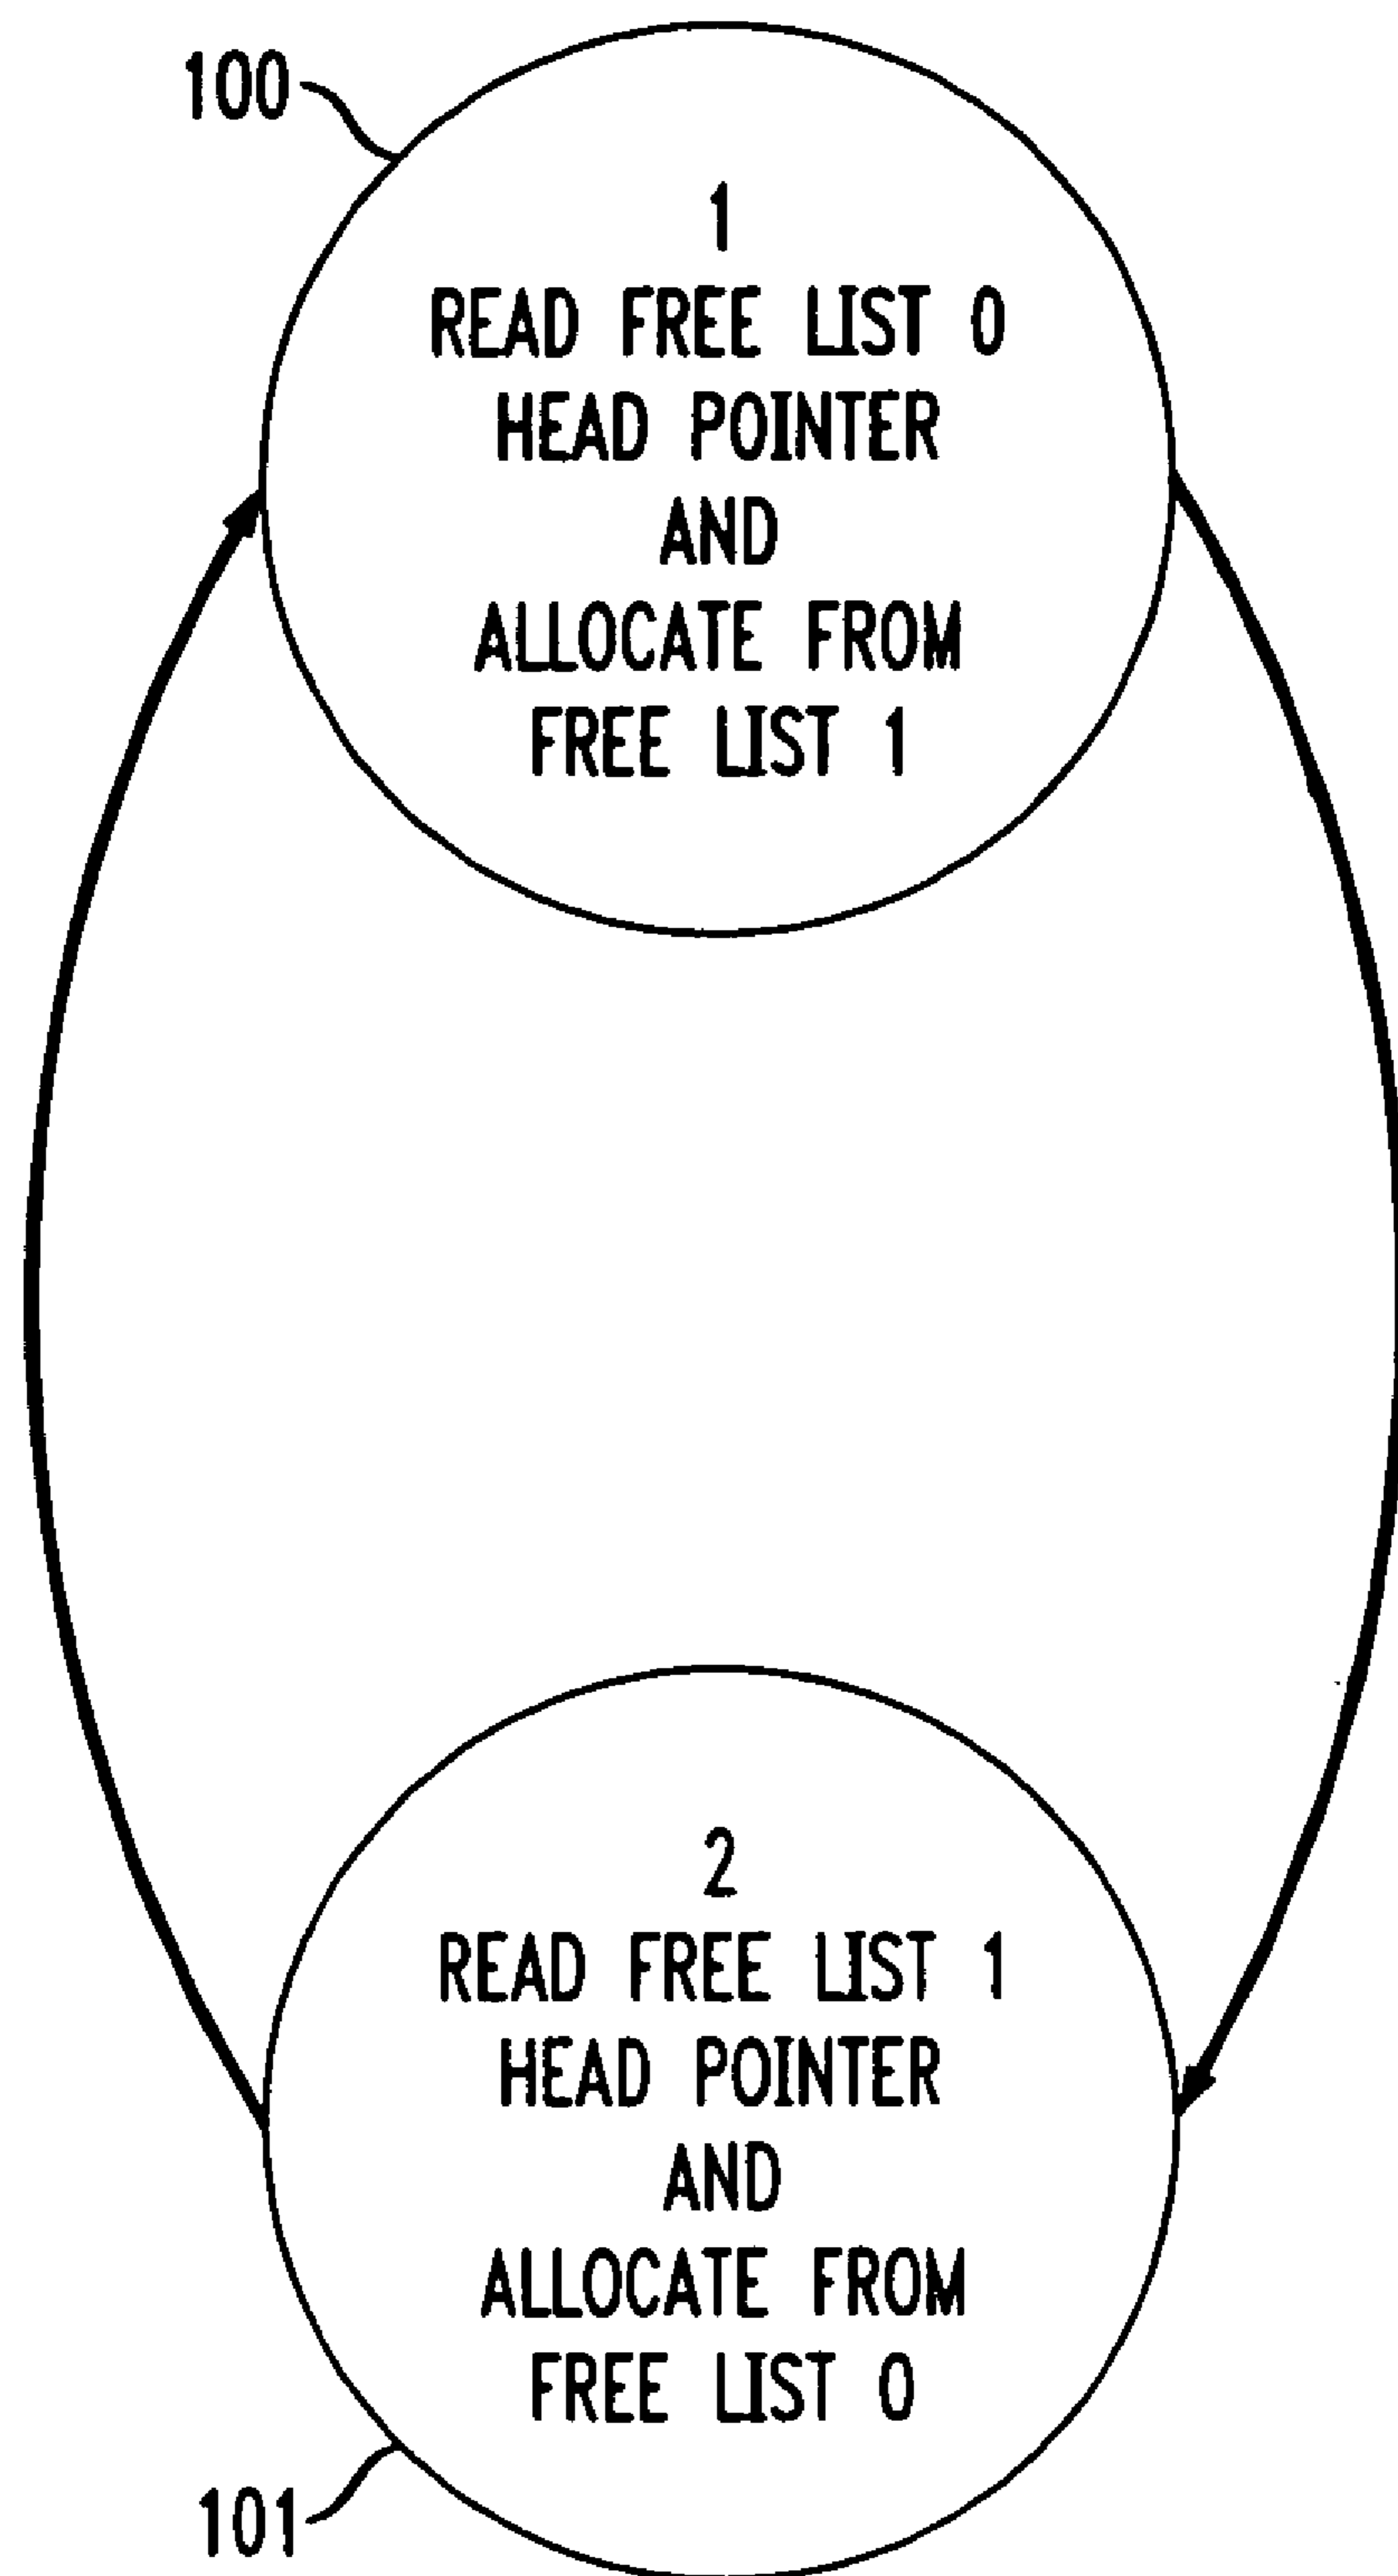 100
1
READ FREE LIST 0
HEAD POINTER
AND
ALLOCATE FROM
FREE LIST 1
2
READ FREE LIST 1
HEAD POINTER
AND
ALLOCATE FROM
FREE LIST 0
101